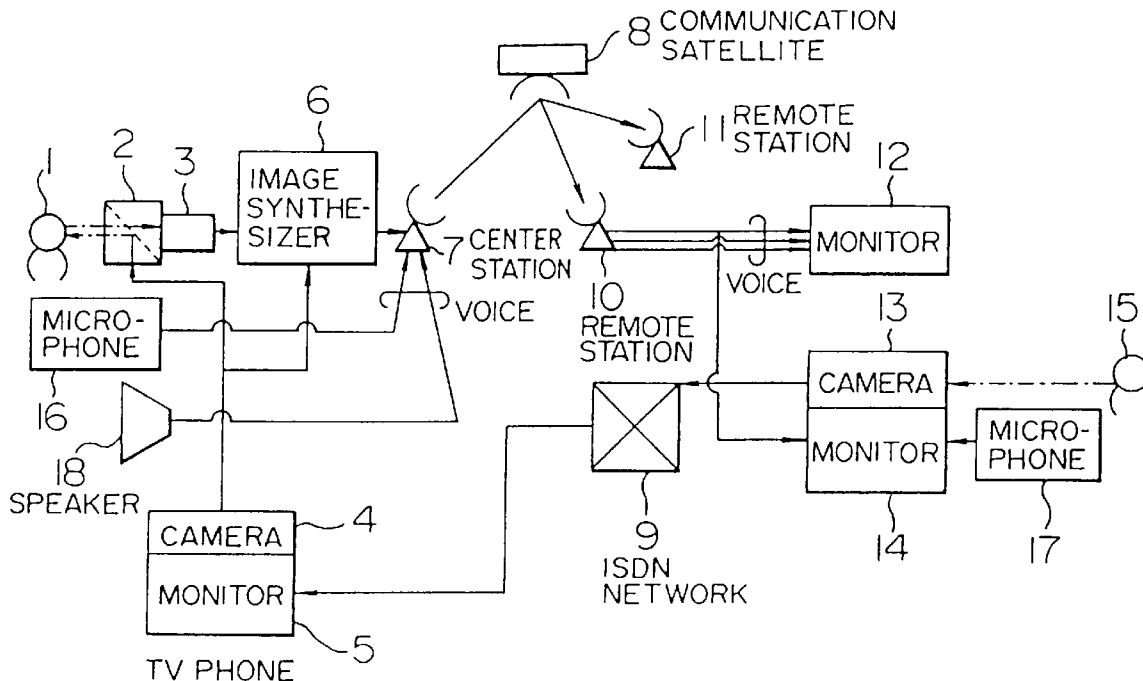 8 COMMUNICATION
SATELLITE
6
11 REMOTE
STATION
12
2
3
1
IMAGE
SYNTHE-
SIZER
7 CENTER
STATION
MONITOR
VOICE
VOICE
10
REMOTE
STATION
13
15
MICRO-
PHONE
16
CAMERA
MONITOR
MICRO-
PHONE
18
SPEAKER
4
9
ISDN
NETWORK
14
17
CAMERA
MONITOR
5
TV PHONE